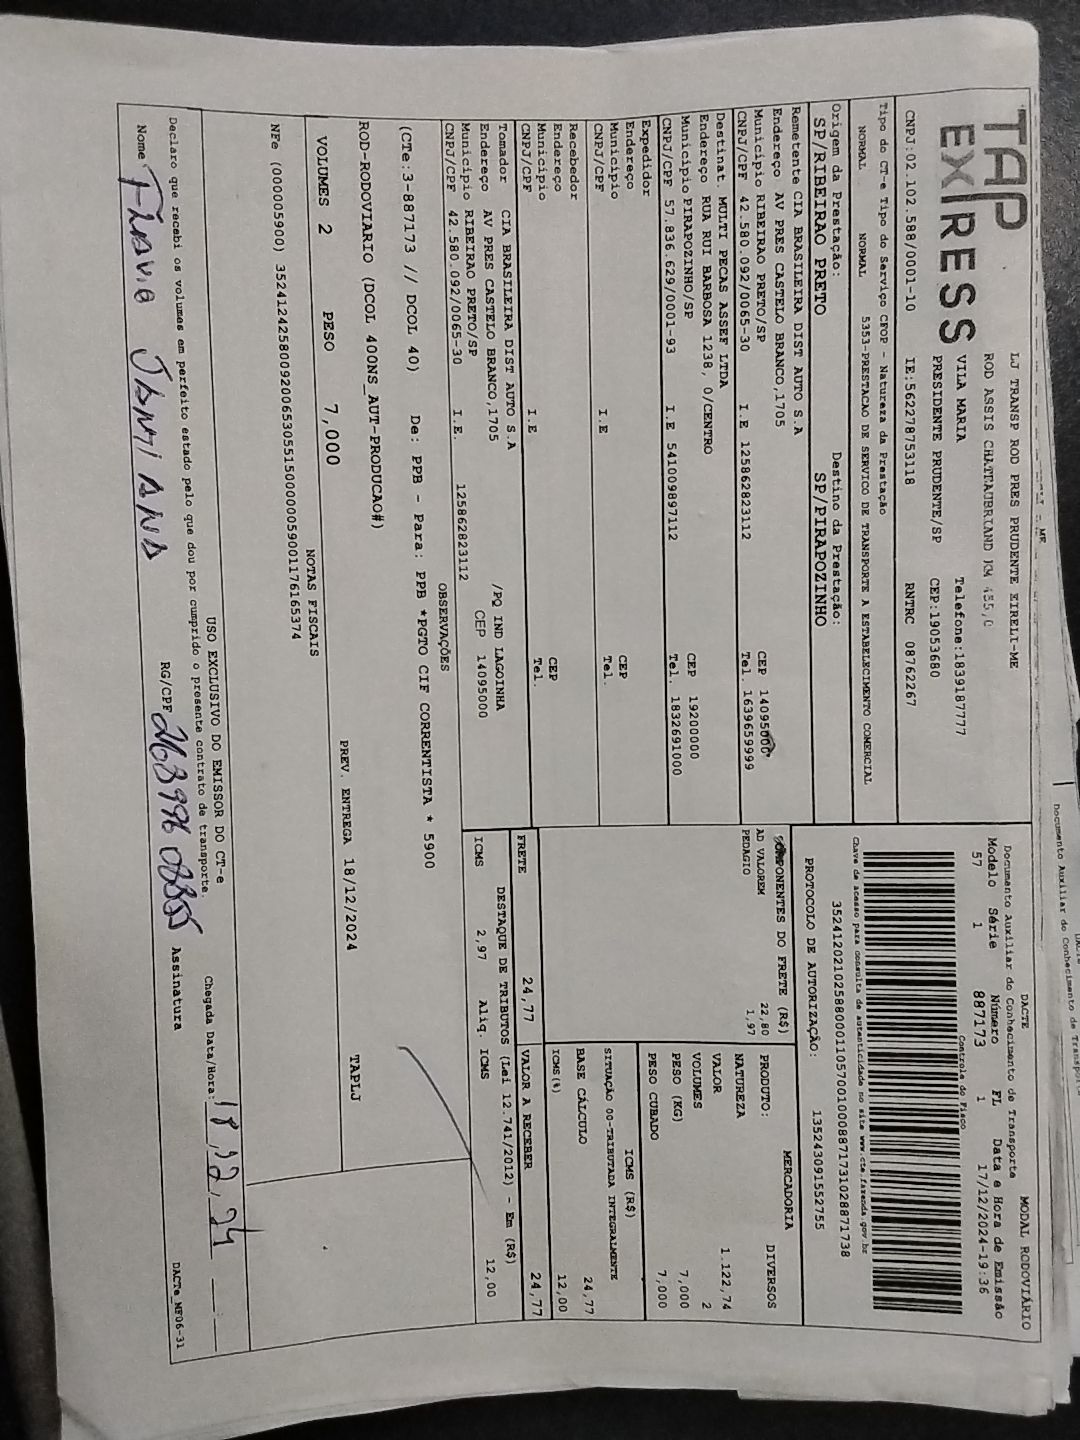 TAP
EXPRESS
LJ TRANSP ROD PRES PRUDENTE EIRELI-ME
ROD ASSIS CHATEAUBRIAND KM 455,0
VILA MARIA
Telefone:1839187777
PRESIDENTE PRUDENTE/SP
CEP:19053680
CNPJ:02.102.588/0001-10 IE:562278753118 RNTRC 08762267
Tipo do CT-e Tipo do Serviço CFOP - Natureza da Prestação
NORMAL NORMAL 5353-PRESTACAO DE SERVICO DE TRANSPORTE A ESTABELECIMENTO COMERCIAL
Origem da Prestação: Destino da Prestação:
SP/RIBEIRAO PRETO SP/PIRAPOZINHO
Remetente CIA BRASILEIRA DIST AUTO S.A
Endereço AV PRES CASTELO BRANCO,1705
Município RIBEIRAO PRETO/SP CEP 14095000
CNPJ/CPF 42.580.092/0065-30 I.E 125862823112 Tel. 1639659999
Destinat. MULTI PECAS ASSEF LTDA
Endereço RUA RUI BARBOSA 1238, 0/CENTRO
Município PIRAPOZINHO/SP CEP 19200000
CNPJ/CPF 57.836.629/0001-93 I.E 541009897112 Tel. 1832691000
Expedidor
Endereço
Município CEP
CNPJ/CPF I.E Tel.
Recebedor
Endereço
Município CEP
CNPJ/CPF I.E Tel.
Tomador CIA BRASILEIRA DIST AUTO S.A
Endereço AV PRES CASTELO BRANCO,1705 /PQ IND LAGOINHA
Município RIBEIRAO PRETO/SP CEP 14095000
CNPJ/CPF 42.580.092/0065-30 I.E. 125862823112
DACTE MODAL RODOVIÁRIO
Documento Auxiliar do Conhecimento de Transporte
Modelo Série Número FL Data e Hora de Emissão
57 1 887173 1 17/12/2024-19:36
Controle do Fisco
Chave de acesso para consulta de autenticidade no site www.cte.fazenda.gov.br
35241202102588000110570010008871731028871738
PROTOCOLO DE AUTORIZAÇÃO: 135243091552755
COMPONENTES DO FRETE (R$)
AD VALOREM 22,80
PEDAGIO 1,97
MERCADORIA
PRODUTO: DIVERSOS
NATUREZA
VALOR 1.122,74
VOLUMES 2
PESO (KG) 7,000
PESO CUBADO 7,000
ICMS (R$)
SITUAÇÃO 00-TRIBUTADA INTEGRALMENTE
BASE CÁLCULO 24,77
ICMS(%) 12,00
FRETE 24,77 VALOR A RECEBER 24,77
DESTAQUE DE TRIBUTOS (Lei 12.741/2012) - Em (R$)
ICMS 2,97 Aliq. ICMS 12,00
OBSERVAÇÕES
(CTe:3-887173 // DCOL 40) De: PPB - Para: PPB *PGTO CIF CORRENTISTA * 5900
ROD-RODOVIARIO (DCOL 400NS_AUT-PRODUCAO#)
VOLUMES 2 PESO 7,000 PREV. ENTREGA 18/12/2024 TAPLJ
NOTAS FISCAIS
NFe (000005900) 35241242580092006530551500000059001176165374
USO EXCLUSIVO DO EMISSOR DO CT-e
Declaro que recebi os volumes em perfeito estado pelo que dou por cumprido o presente contrato de transporte.
Chegada Data/Hora: 18,12,24
Nome: RG/CPF Assinatura
DACTe_MF06-31